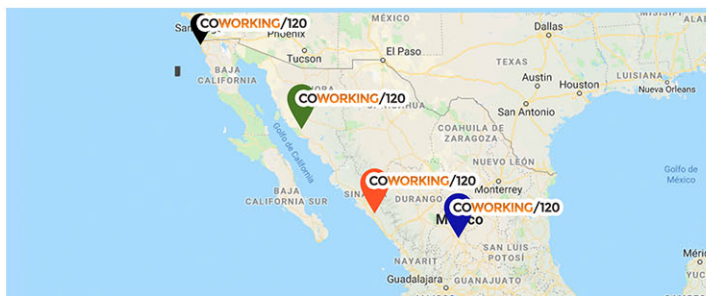 COWORKING/120
NUEVO MÉXICO
Phoenix
Tucson
El Paso
Dallas
TEXAS
Austin
Houston
San Antonio
LUISIANA
Nueva Orleans
BAJA
CALIFORNIA
COWORKING/120
Golfo de California
COAHUILA DE
ZARAGOZA
NUEVO LEÓN
Monterrey
Golfo de
México
COWORKING/120
DURANGO
BAJA
CALIFORNIA SUR
COWORKING/120
México
SAN LUIS
POTOSÍ
NAYARIT
Guadalajara
GUANAJUATO